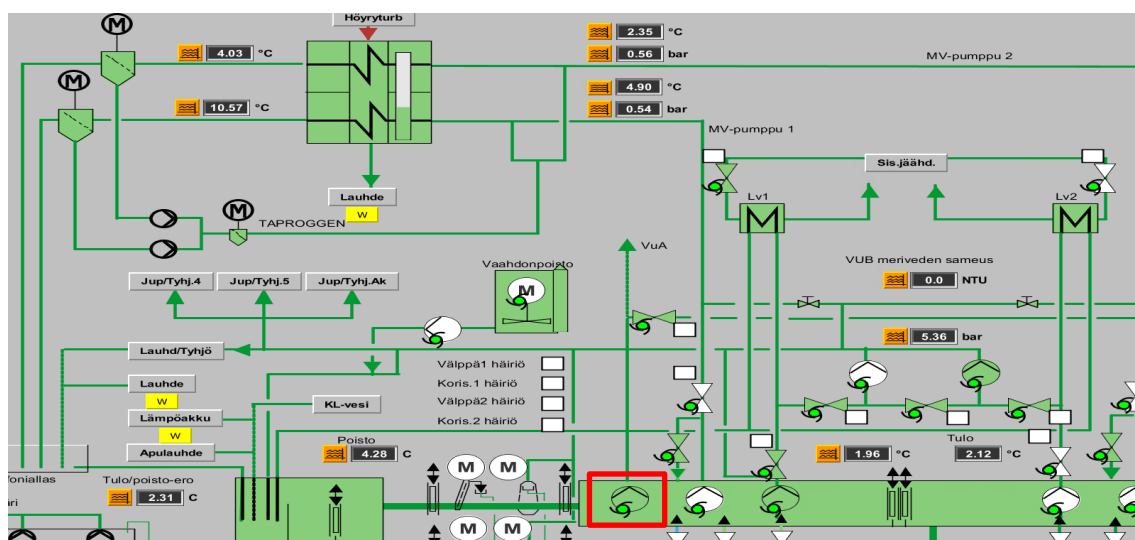 Höyryturb
M
4.03 °C
2.35 °C
0.56 bar
MV-pumppu 2
M
10.57 °C
4.90 °C
0.54 bar
MV-pumppu 1
Sis.jäähd.
Lauhde
W
Lv1
M
Lv2
M
M
TAPROGGEN
VuA
VUB meriveden sameus
0.0 NTU
Vaahdonpoisto
M
Jup/Tyhj.4
Jup/Tyhj.5
Jup/Tyhj.Ak
5.36 bar
Lauhd/Tyhjö
Välppä1 häiriö
Lauhde
Koris.1 häiriö
W
KL-vesi
Välppä2 häiriö
Lämpöakku
Koris.2 häiriö
W
Apulauhde
Poisto
4.28 C
1.96 °C
Tulo
2.12 °C
M M
oniallas
Tulo/poisto-ero
2.31 C
äri
M M